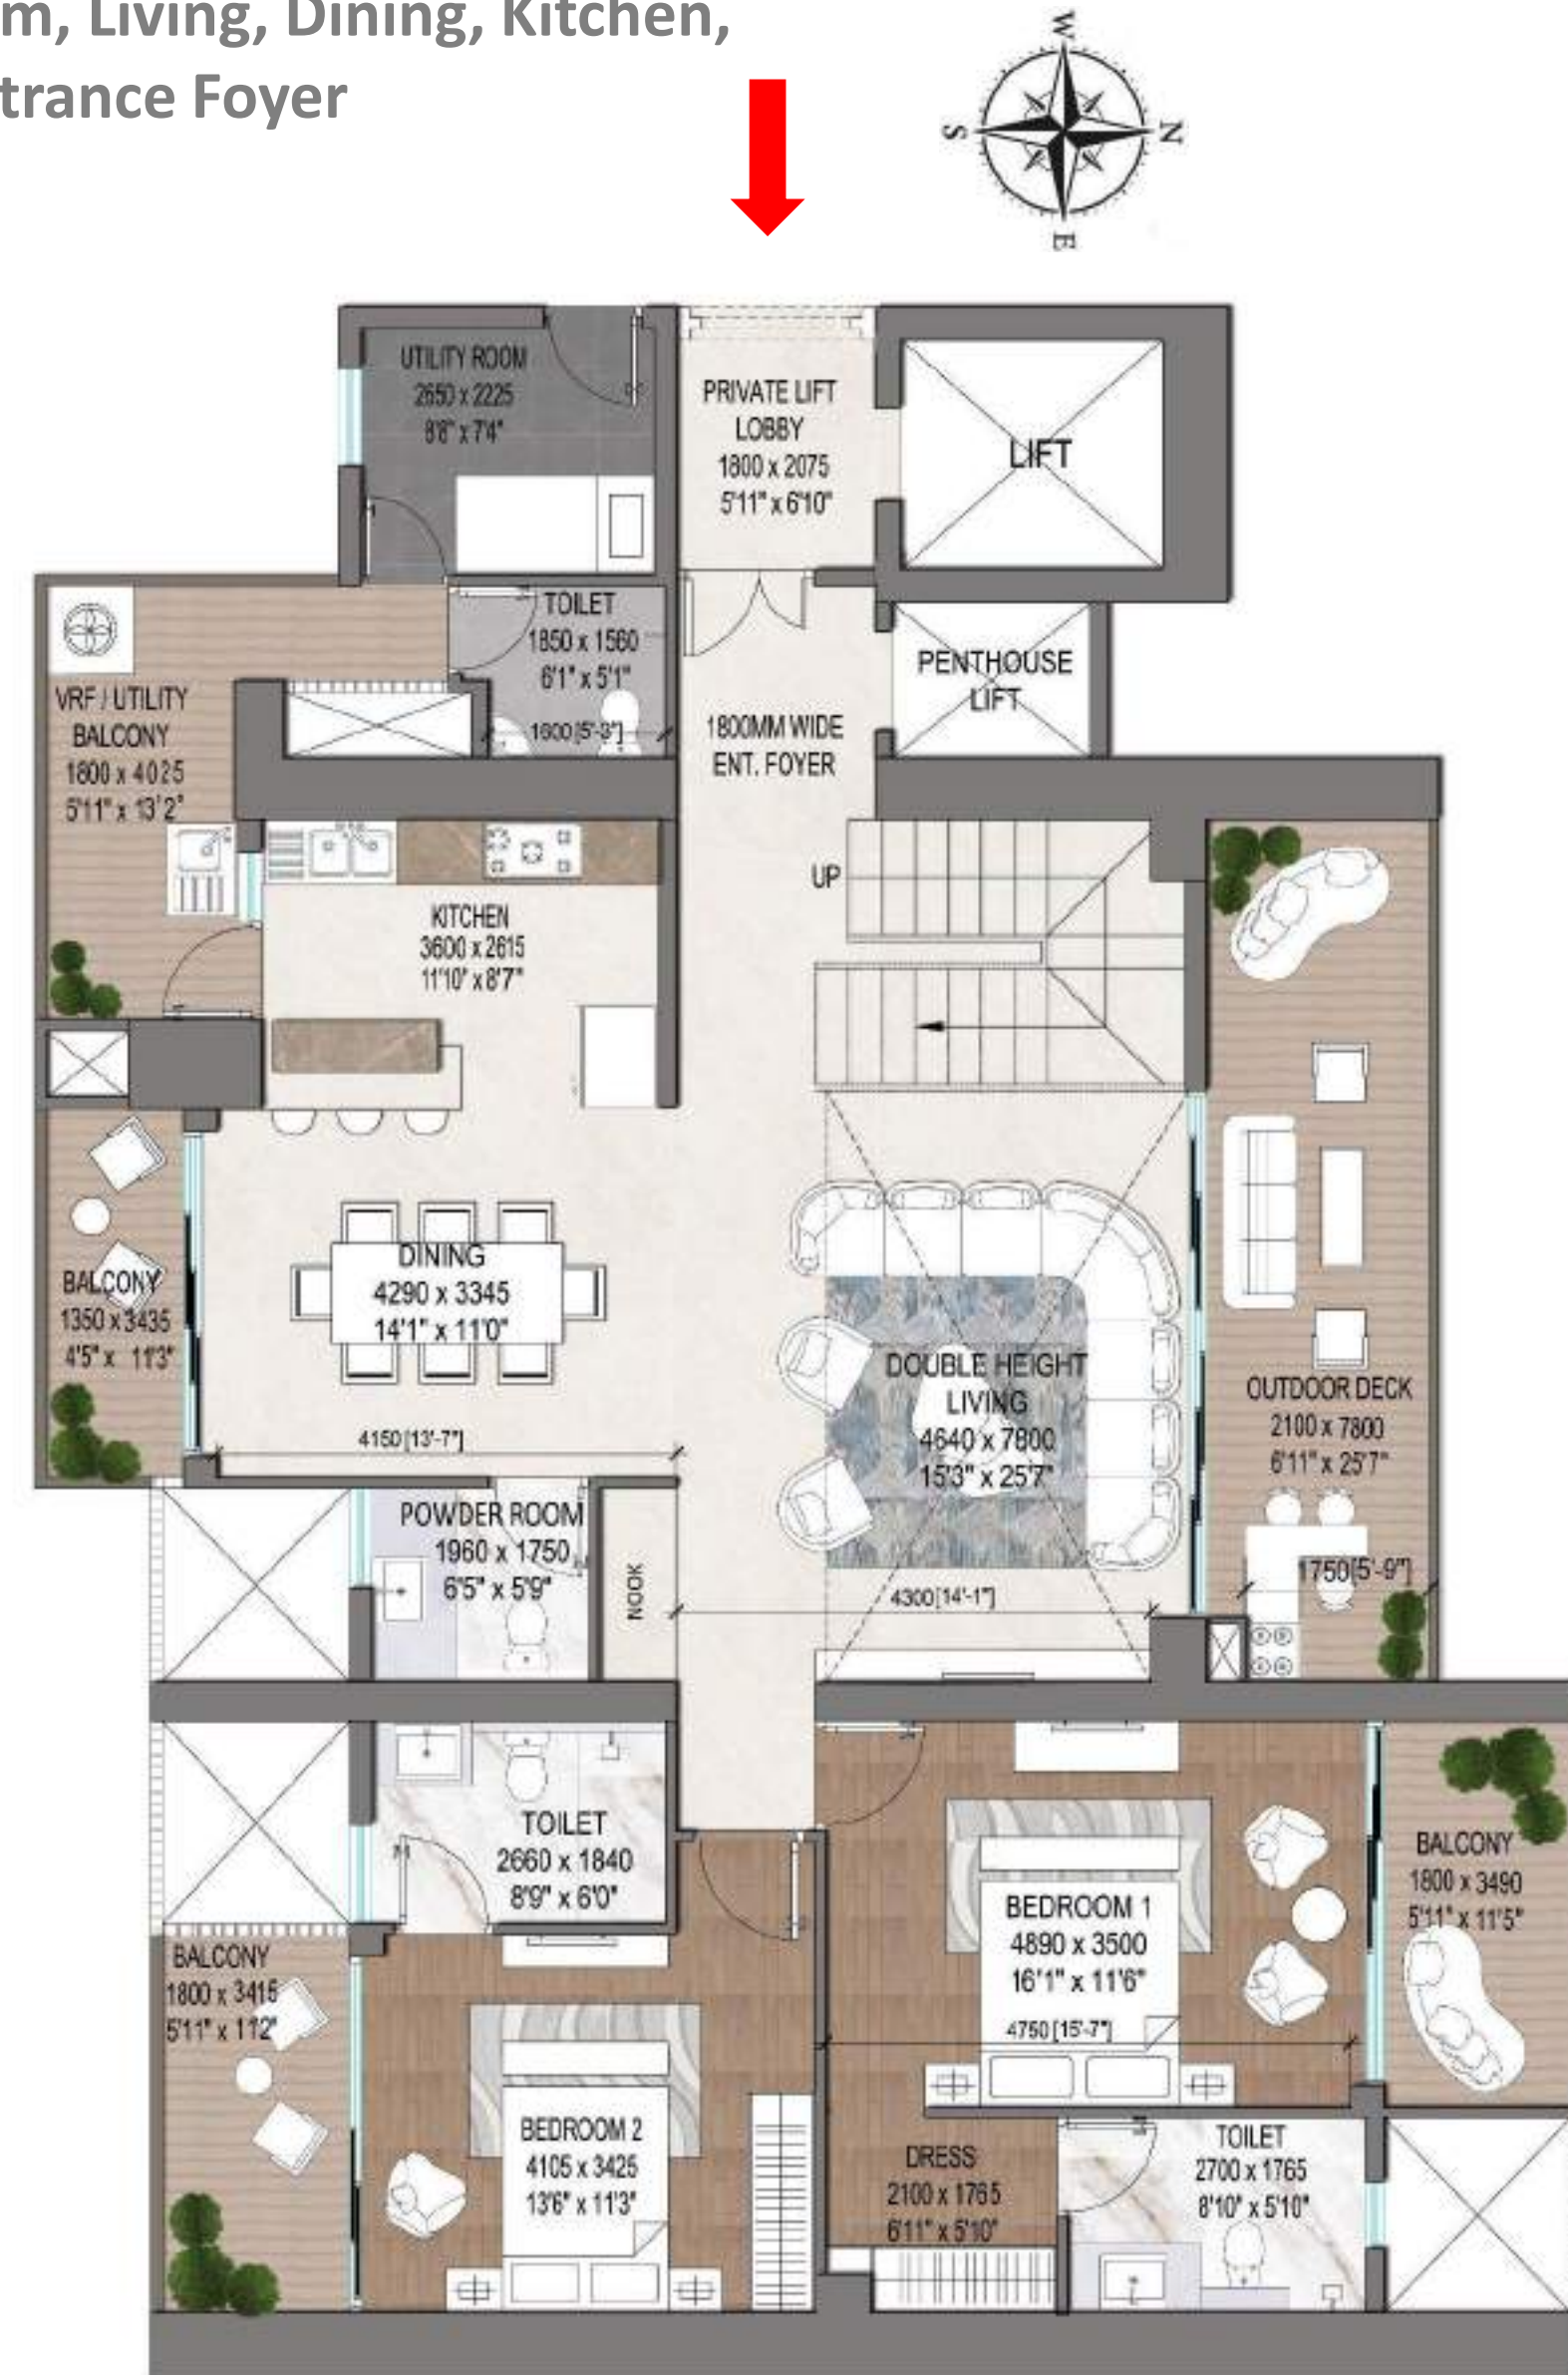 m, Living, Dining, Kitchen,
trance Foyer
W
S
N
E
UTILITY ROOM
2650 x 2225
8'8" x 7'4"
PRIVATE LIFT
LOBBY
1800 x 2075
5'11" x 6'10"
LIFT
TOILET
1850 x 1560
6'1" x 5'1"
1600 [5'-3"]
PENTHOUSE
LIFT
VRF / UTILITY
BALCONY
1800 x 4025
5'11" x 13'2"
1800MM WIDE
ENT. FOYER
UP
KITCHEN
3600 x 2615
11'10" x 8'7"
DINING
4290 x 3345
14'1" x 11'0"
BALCONY
1350 x 3435
4'5" x 11'3"
DOUBLE HEIGHT
LIVING
4640 x 7800
15'3" x 25'7"
OUTDOOR DECK
2100 x 7800
6'11" x 25'7"
4150 [13'-7"]
POWDER ROOM
1960 x 1750
6'5" x 5'9"
NOOK
4300 [14'-1"]
1750 [5'-9"]
TOILET
2660 x 1840
8'9" x 6'0"
BALCONY
1800 x 3490
5'11" x 11'5"
BEDROOM 1
4890 x 3500
16'1" x 11'6"
4750 [15'-7"]
BALCONY
1800 x 3415
5'11" x 11'2"
BEDROOM 2
4105 x 3425
13'6" x 11'3"
DRESS
2100 x 1765
6'11" x 5'10"
TOILET
2700 x 1765
8'10" x 5'10"